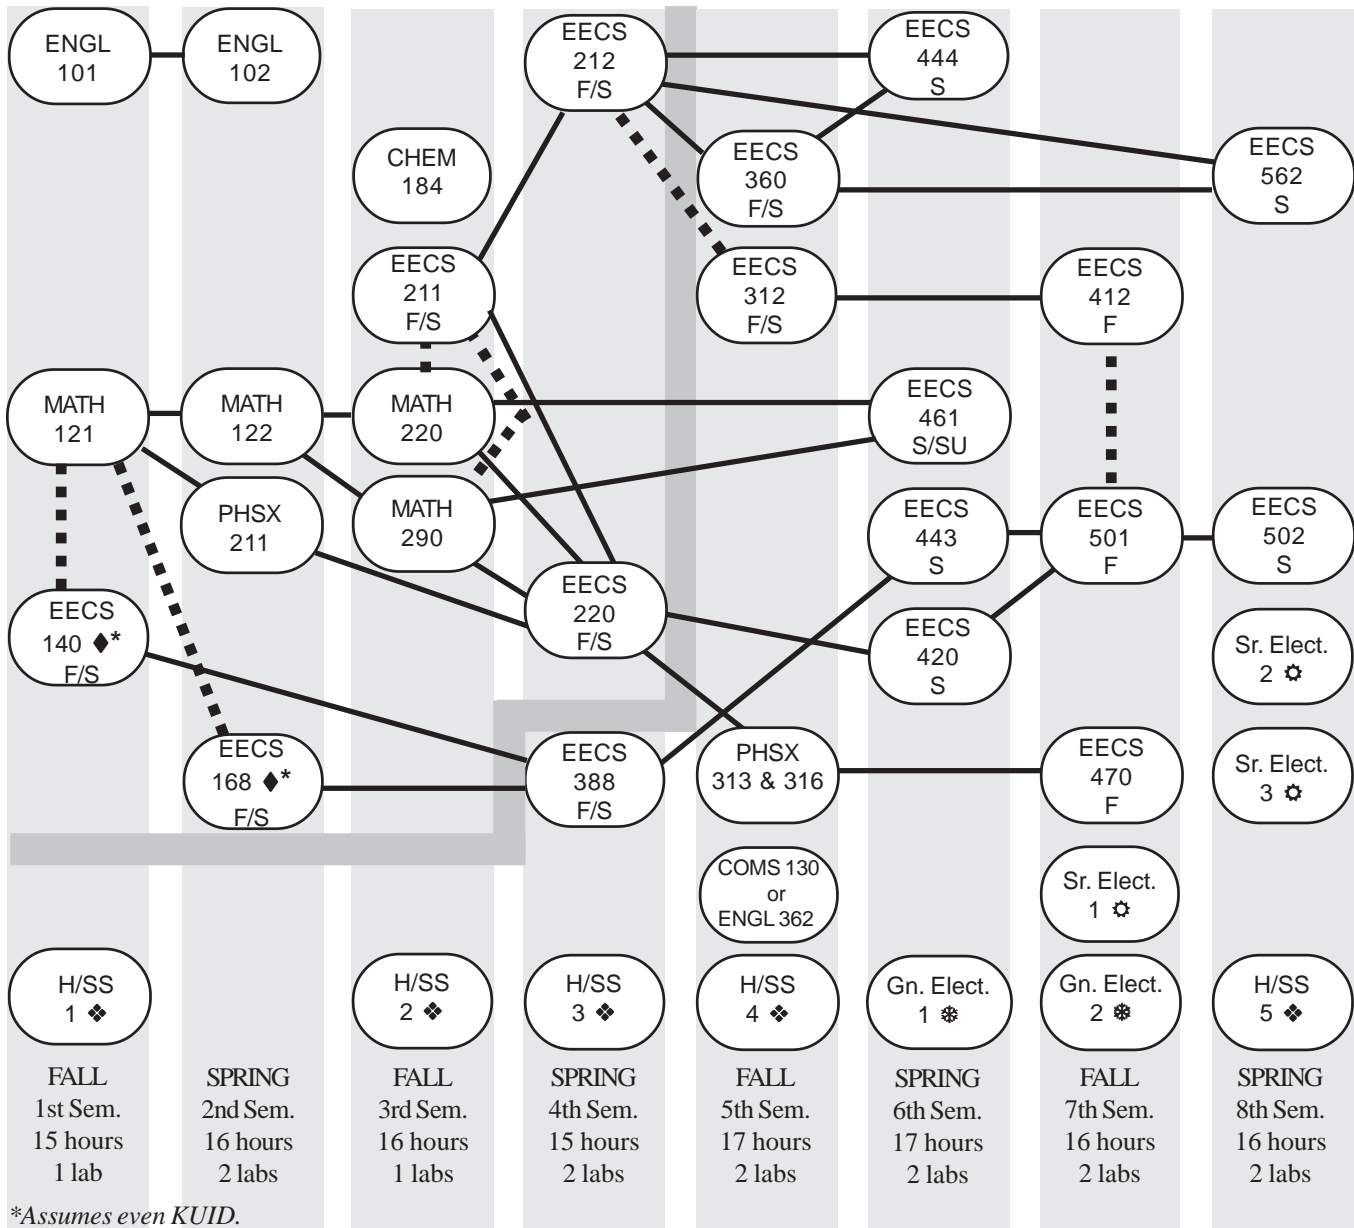 ENGL
101
ENGL
102
EECS
212
F/S
EECS
444
S
CHEM
184
EECS
360
F/S
EECS
562
S
EECS
211
F/S
EECS
312
F/S
EECS
412
F
MATH
121
MATH
122
MATH
220
EECS
461
S/SU
PHSX
211
MATH
290
EECS
443
S
EECS
501
F
EECS
502
S
EECS
140 ♦*
F/S
EECS
220
F/S
EECS
420
S
Sr. Elect.
2 ✡
EECS
168 ♦*
F/S
EECS
388
F/S
PHSX
313 & 316
EECS
470
F
Sr. Elect.
3 ✡
COMS 130
or
ENGL 362
Sr. Elect.
1 ✡
H/SS
1 ❖
H/SS
2 ❖
H/SS
3 ❖
H/SS
4 ❖
Gn. Elect.
1 ❄
Gn. Elect.
2 ❄
H/SS
5 ❖
FALL
1st Sem.
15 hours
1 lab
SPRING
2nd Sem.
16 hours
2 labs
FALL
3rd Sem.
16 hours
1 labs
SPRING
4th Sem.
15 hours
2 labs
FALL
5th Sem.
17 hours
2 labs
SPRING
6th Sem.
17 hours
2 labs
FALL
7th Sem.
16 hours
2 labs
SPRING
8th Sem.
16 hours
2 labs
*Assumes even KUID.